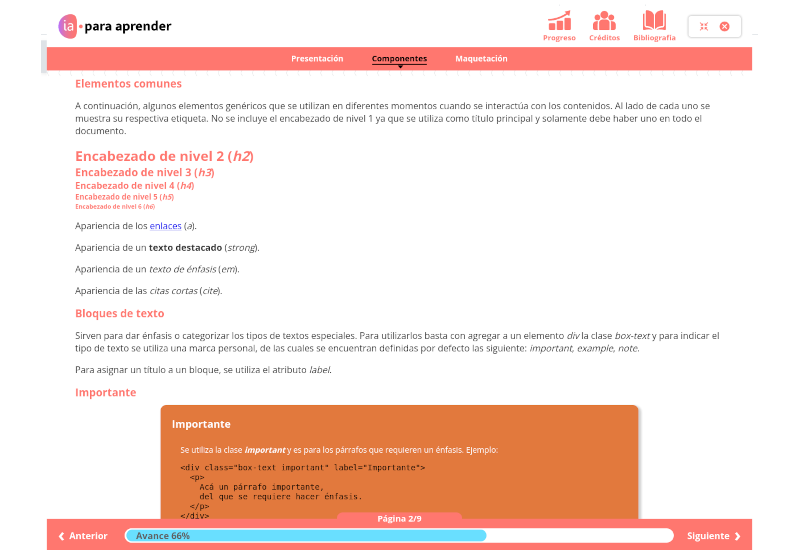 ia • para aprender
Progreso
Créditos
Bibliografía
Presentación
Componentes
Maquetación
Elementos comunes
A continuación, algunos elementos genéricos que se utilizan en diferentes momentos cuando se interactúa con los contenidos. Al lado de cada uno se
muestra su respectiva etiqueta. No se incluye el encabezado de nivel 1 ya que se utiliza como título principal y solamente debe haber uno en todo el
documento.
Encabezado de nivel 2 (h2)
Encabezado de nivel 3 (h3)
Encabezado de nivel 4 (h4)
Encabezado de nivel 5 (h5)
Encabezado de nivel 6 (h6)
Apariencia de los enlaces (a).
Apariencia de un texto destacado (strong).
Apariencia de un texto de énfasis (em).
Apariencia de las citas cortas (cite).
Bloques de texto
Sirven para dar énfasis o categorizar los tipos de textos especiales. Para utilizarlos basta con agregar a un elemento div la clase box-text y para indicar el
tipo de texto se utiliza una marca personal, de las cuales se encuentran definidas por defecto las siguiente: important, example, note.
Para asignar un título a un bloque, se utiliza el atributo label.
Importante
Importante
Se utiliza la clase important y es para los párrafos que requieren un énfasis. Ejemplo:
<div class="box-text important" label="Importante">
<p>
Acá un párrafo importante,
del que se requiere hacer énfasis.
</p>
</div>
Página 2/9
Anterior
Avance 66%
Siguiente